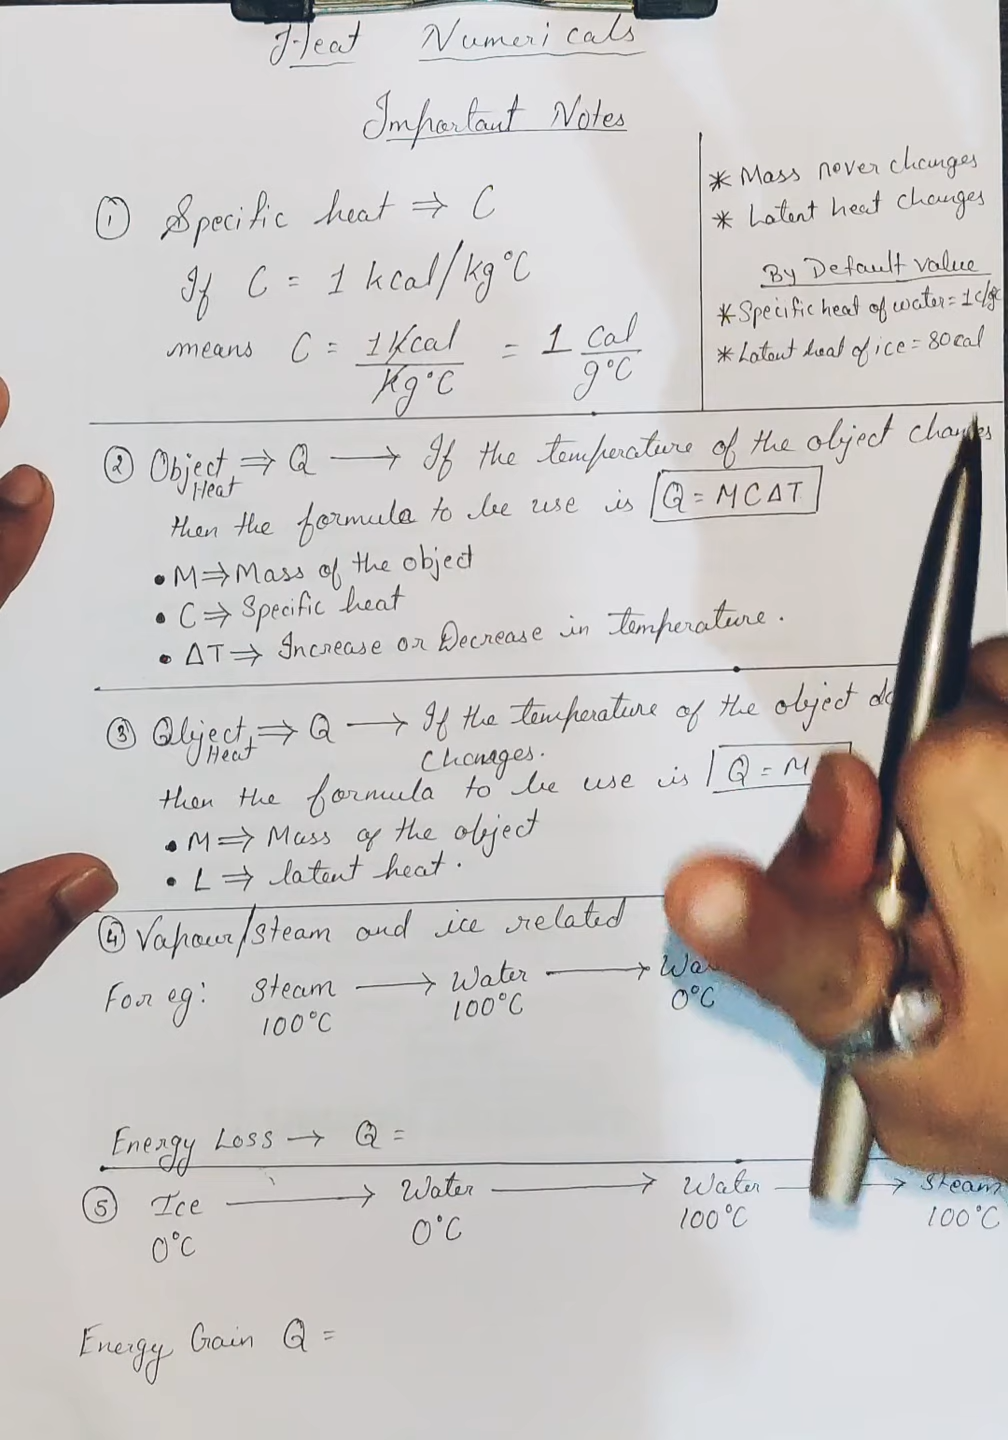 Heat Numericals
Important Notes
① Specific heat ⇒ C
If C = 1 kcal/kg°C
means C = 1Kcal/Kg°C = 1 Cal/g°C
* Mass never changes
* Latent heat changes
By Default value
* Specific heat of water = 1c/g°c
* Latent heat of ice = 80cal
② Object Heat ⇒ Q → If the temperature of the object changes
then the formula to be use is Q = MCΔT
• M ⇒ Mass of the object
• C ⇒ Specific heat
• ΔT ⇒ Increase or Decrease in temperature.
③ Object Heat ⇒ Q → If the temperature of the object
Changes.
then the formula to be use is Q = M
• M ⇒ Mass of the object
• L ⇒ latent heat.
④ Vapour/Steam and ice related
For eg: Steam → Water →
100°C 100°C 0°C
Energy Loss → Q =
⑤ Ice → Water → Water → Steam
0°C 0°C 100°C 100°C
Energy Gain Q =